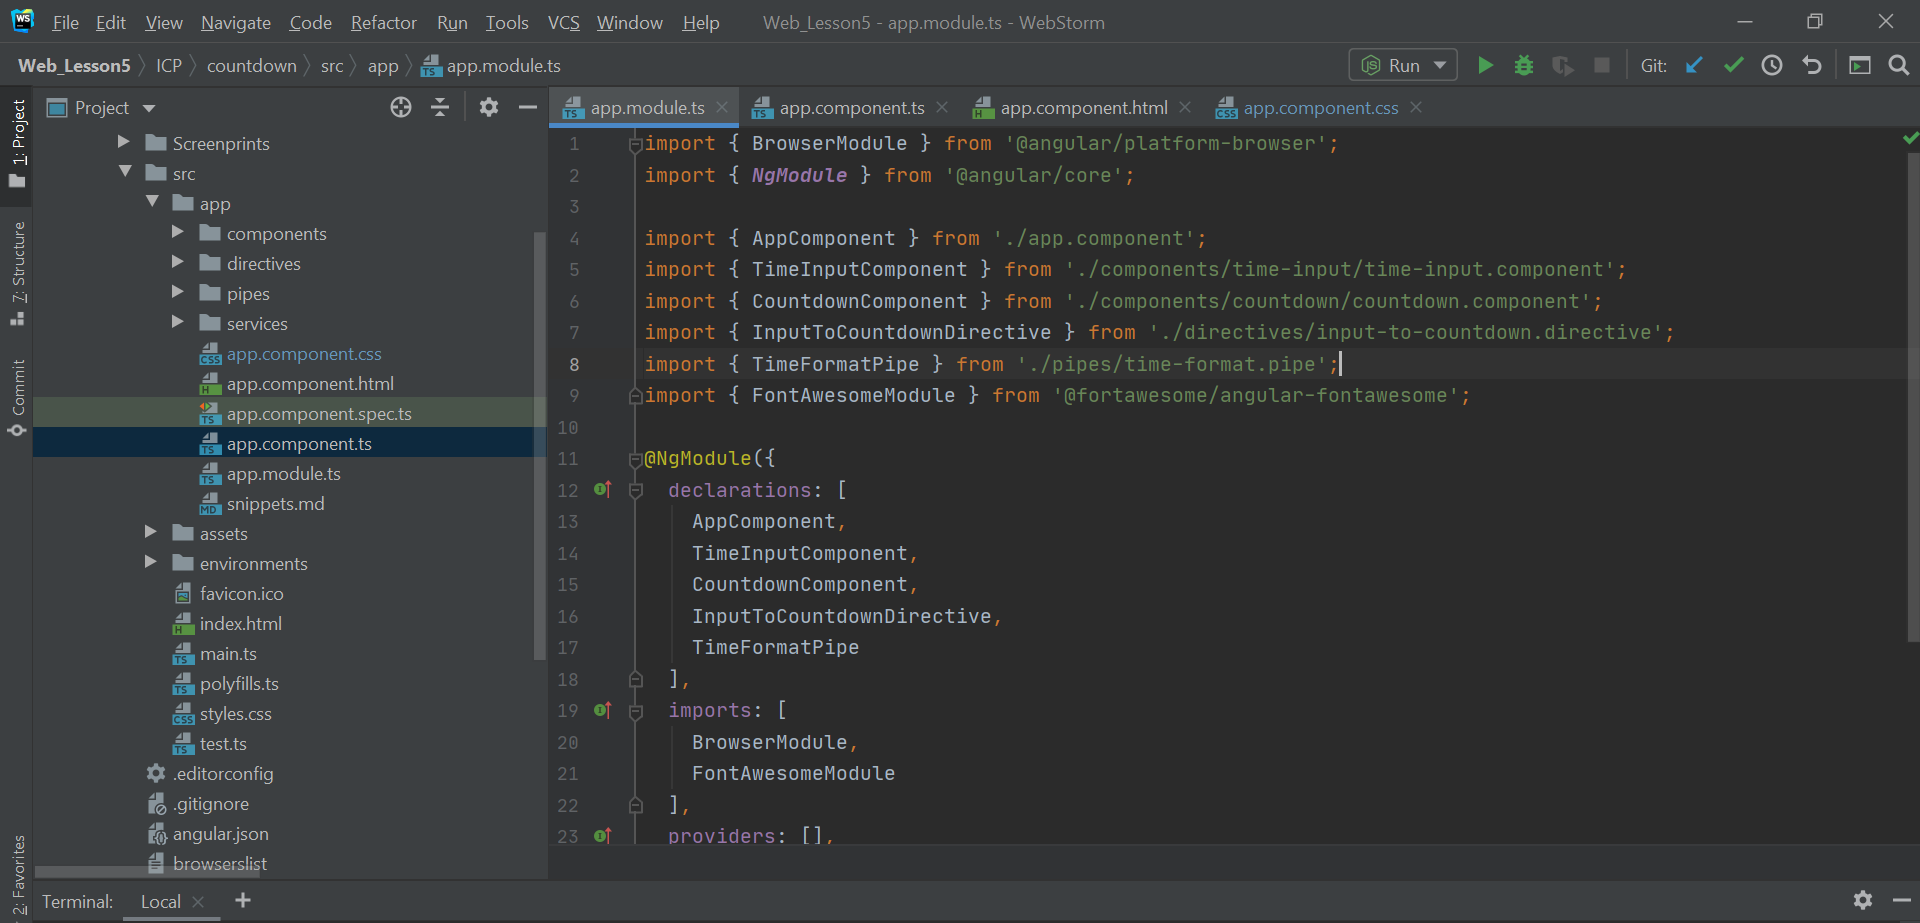 WS File Edit View Navigate Code Refactor Run Tools VCS Window Help Web_Lesson5 - app.module.ts - WebStorm
Web_Lesson5 ICP countdown src app app.module.ts Run Git:
Project
app.module.ts app.component.ts app.component.html app.component.css
1: Project
7: Structure
Commit
2: Favorites
Screenprints
src
app
components
directives
pipes
services
app.component.css
app.component.html
app.component.spec.ts
app.component.ts
app.module.ts
snippets.md
assets
environments
favicon.ico
index.html
main.ts
polyfills.ts
styles.css
test.ts
.editorconfig
.gitignore
angular.json
browserslist
1 import { BrowserModule } from '@angular/platform-browser';
2 import { NgModule } from '@angular/core';
3
4 import { AppComponent } from './app.component';
5 import { TimeInputComponent } from './components/time-input/time-input.component';
6 import { CountdownComponent } from './components/countdown/countdown.component';
7 import { InputToCountdownDirective } from './directives/input-to-countdown.directive';
8 import { TimeFormatPipe } from './pipes/time-format.pipe';
9 import { FontAwesomeModule } from '@fortawesome/angular-fontawesome';
10
11 @NgModule({
12 declarations: [
13 AppComponent,
14 TimeInputComponent,
15 CountdownComponent,
16 InputToCountdownDirective,
17 TimeFormatPipe
18 ],
19 imports: [
20 BrowserModule,
21 FontAwesomeModule
22 ],
23 providers: [],
Terminal: Local